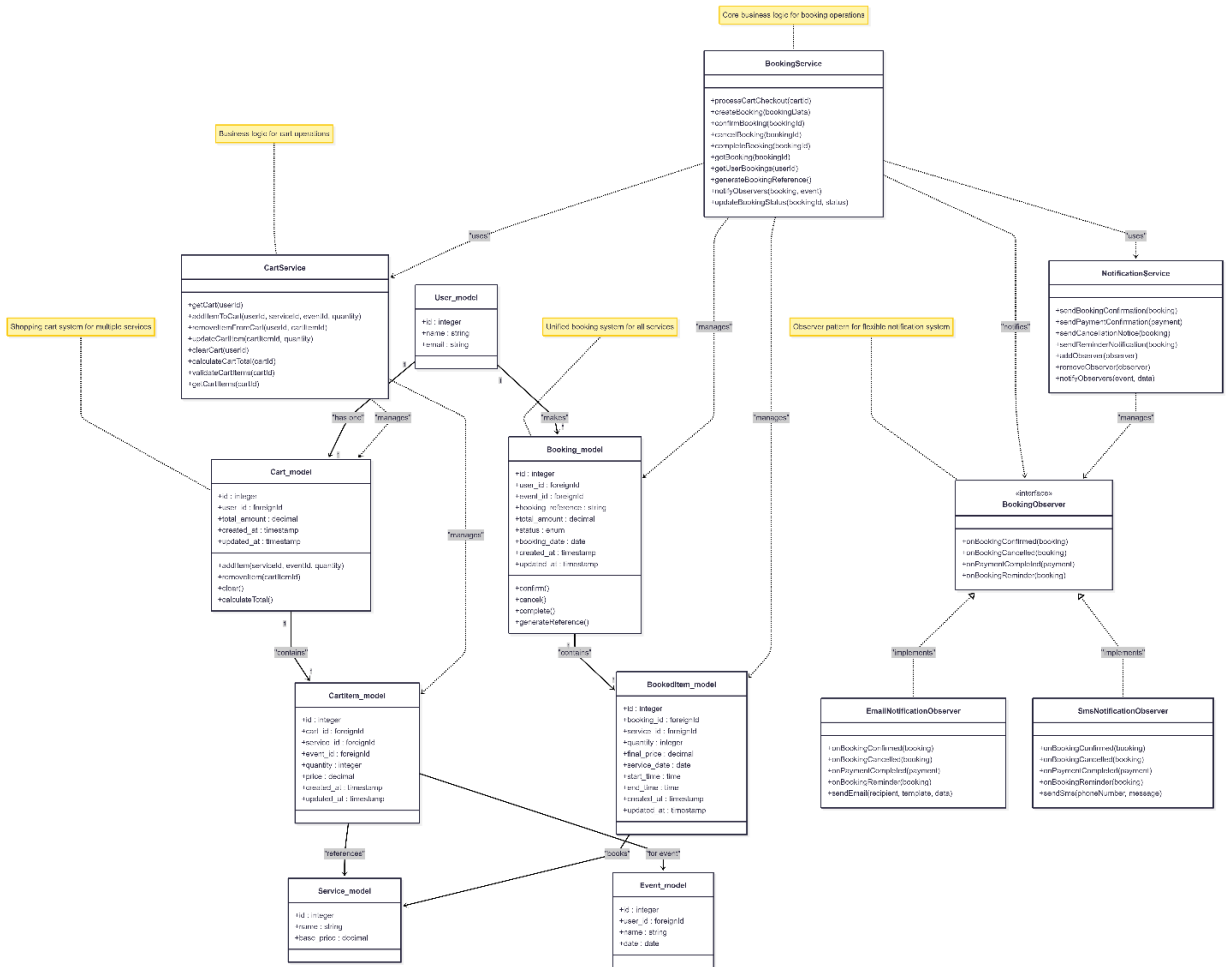 Core business logic for booking operations
BookingService
+processCartCheckout(cartId)
+createBooking(bookingData)
+confirmBooking(bookingId)
+cancelBooking(bookingId)
+completeBooking(bookingId)
+getBooking(bookingId)
+getUserBookings(userId)
+generateBookingReference()
+notifyObservers(booking, event)
+updateBookingStatus(bookingId, status)
Business logic for cart operations
"uses"
"uses"
CartService
+getCart(userId)
+addItemToCart(userId, serviceId, eventId, quantity)
+removeItemFromCart(userId, cartItemId)
+updateCartItem(cartItemId, quantity)
+clearCart(userId)
+calculateCartTotal(cartId)
+validateCartItems(cartId)
+getCartItems(cartId)
User_model
+id : integer
+name : string
+email : string
NotificationService
+sendBookingConfirmation(booking)
+sendPaymentConfirmation(payment)
+sendCancellationNotice(booking)
+sendReminderNotification(booking)
+addObserver(observer)
+removeObserver(observer)
+notifyObservers(event, data)
Shopping cart system for multiple services
Unified booking system for all services
"manages"
Observer pattern for flexible notification system
"notifies"
"has one"
"manages"
"makes"
"manages"
"manages"
Cart_model
+id : integer
+user_id : foreignId
+total_amount : decimal
+created_at : timestamp
+updated_at : timestamp
+addItem(serviceId, eventId, quantity)
+removeItem(cartItemId)
+clear()
+calculateTotal()
"manages"
Booking_model
+id : integer
+user_id : foreignId
+event_id : foreignId
+booking_reference : string
+total_amount : decimal
+status : enum
+booking_date : date
+created_at : timestamp
+updated_at : timestamp
+confirm()
+cancel()
+complete()
+generateReference()
«interface»
BookingObserver
+onBookingConfirmed(booking)
+onBookingCancelled(booking)
+onPaymentCompleted(payment)
+onBookingReminder(booking)
"contains"
"contains"
"implements"
"implements"
CartItem_model
+id : integer
+cart_id : foreignId
+service_id : foreignId
+event_id : foreignId
+quantity : integer
+price : decimal
+created_at : timestamp
+updated_at : timestamp
BookedItem_model
+id : integer
+booking_id : foreignId
+service_id : foreignId
+quantity : integer
+final_price : decimal
+service_date : date
+start_time : time
+end_time : time
+created_at : timestamp
+updated_at : timestamp
EmailNotificationObserver
+onBookingConfirmed(booking)
+onBookingCancelled(booking)
+onPaymentCompleted(payment)
+onBookingReminder(booking)
+sendEmail(recipient, template, data)
SmsNotificationObserver
+onBookingConfirmed(booking)
+onBookingCancelled(booking)
+onPaymentCompleted(payment)
+onBookingReminder(booking)
+sendSms(phoneNumber, message)
"references"
"books"
"for event"
Service_model
+id : integer
+name : string
+base_price : decimal
Event_model
+id : integer
+user_id : foreignId
+name : string
+date : date